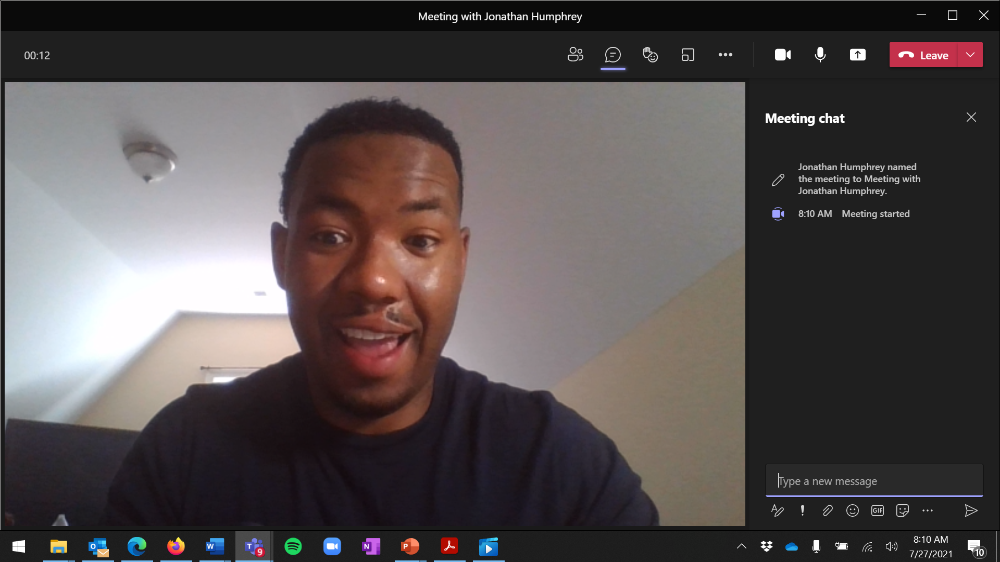 Meeting with Jonathan Humphrey
00:12
Leave
Meeting chat
Jonathan Humphrey named
the meeting to Meeting with
Jonathan Humphrey.
8:10 AM Meeting started
Type a new message
GIF
O
W
T
9
N
P
8:10 AM
7/27/2021
10